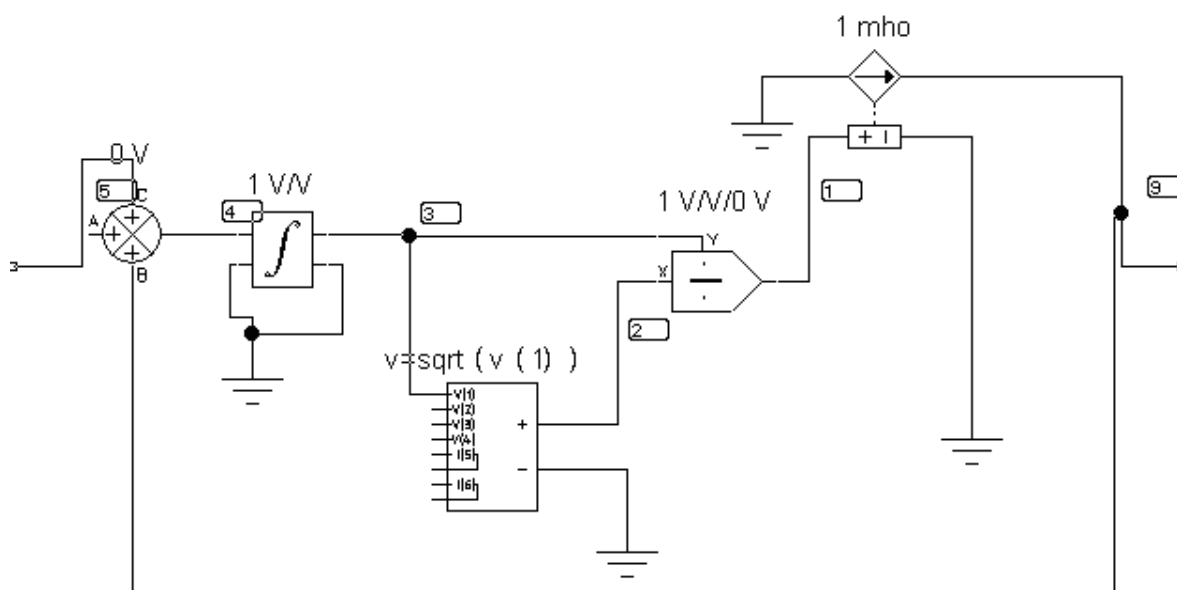 1 mho
0 V
5
C
A
B
1 V/V
4
3
1 V/V/0 V
1
9
Y
X
2
v=sqrt ( v ( 1) )
V(1)
V(2)
V(3)
V(4)
I(5)
I(6)
+
-